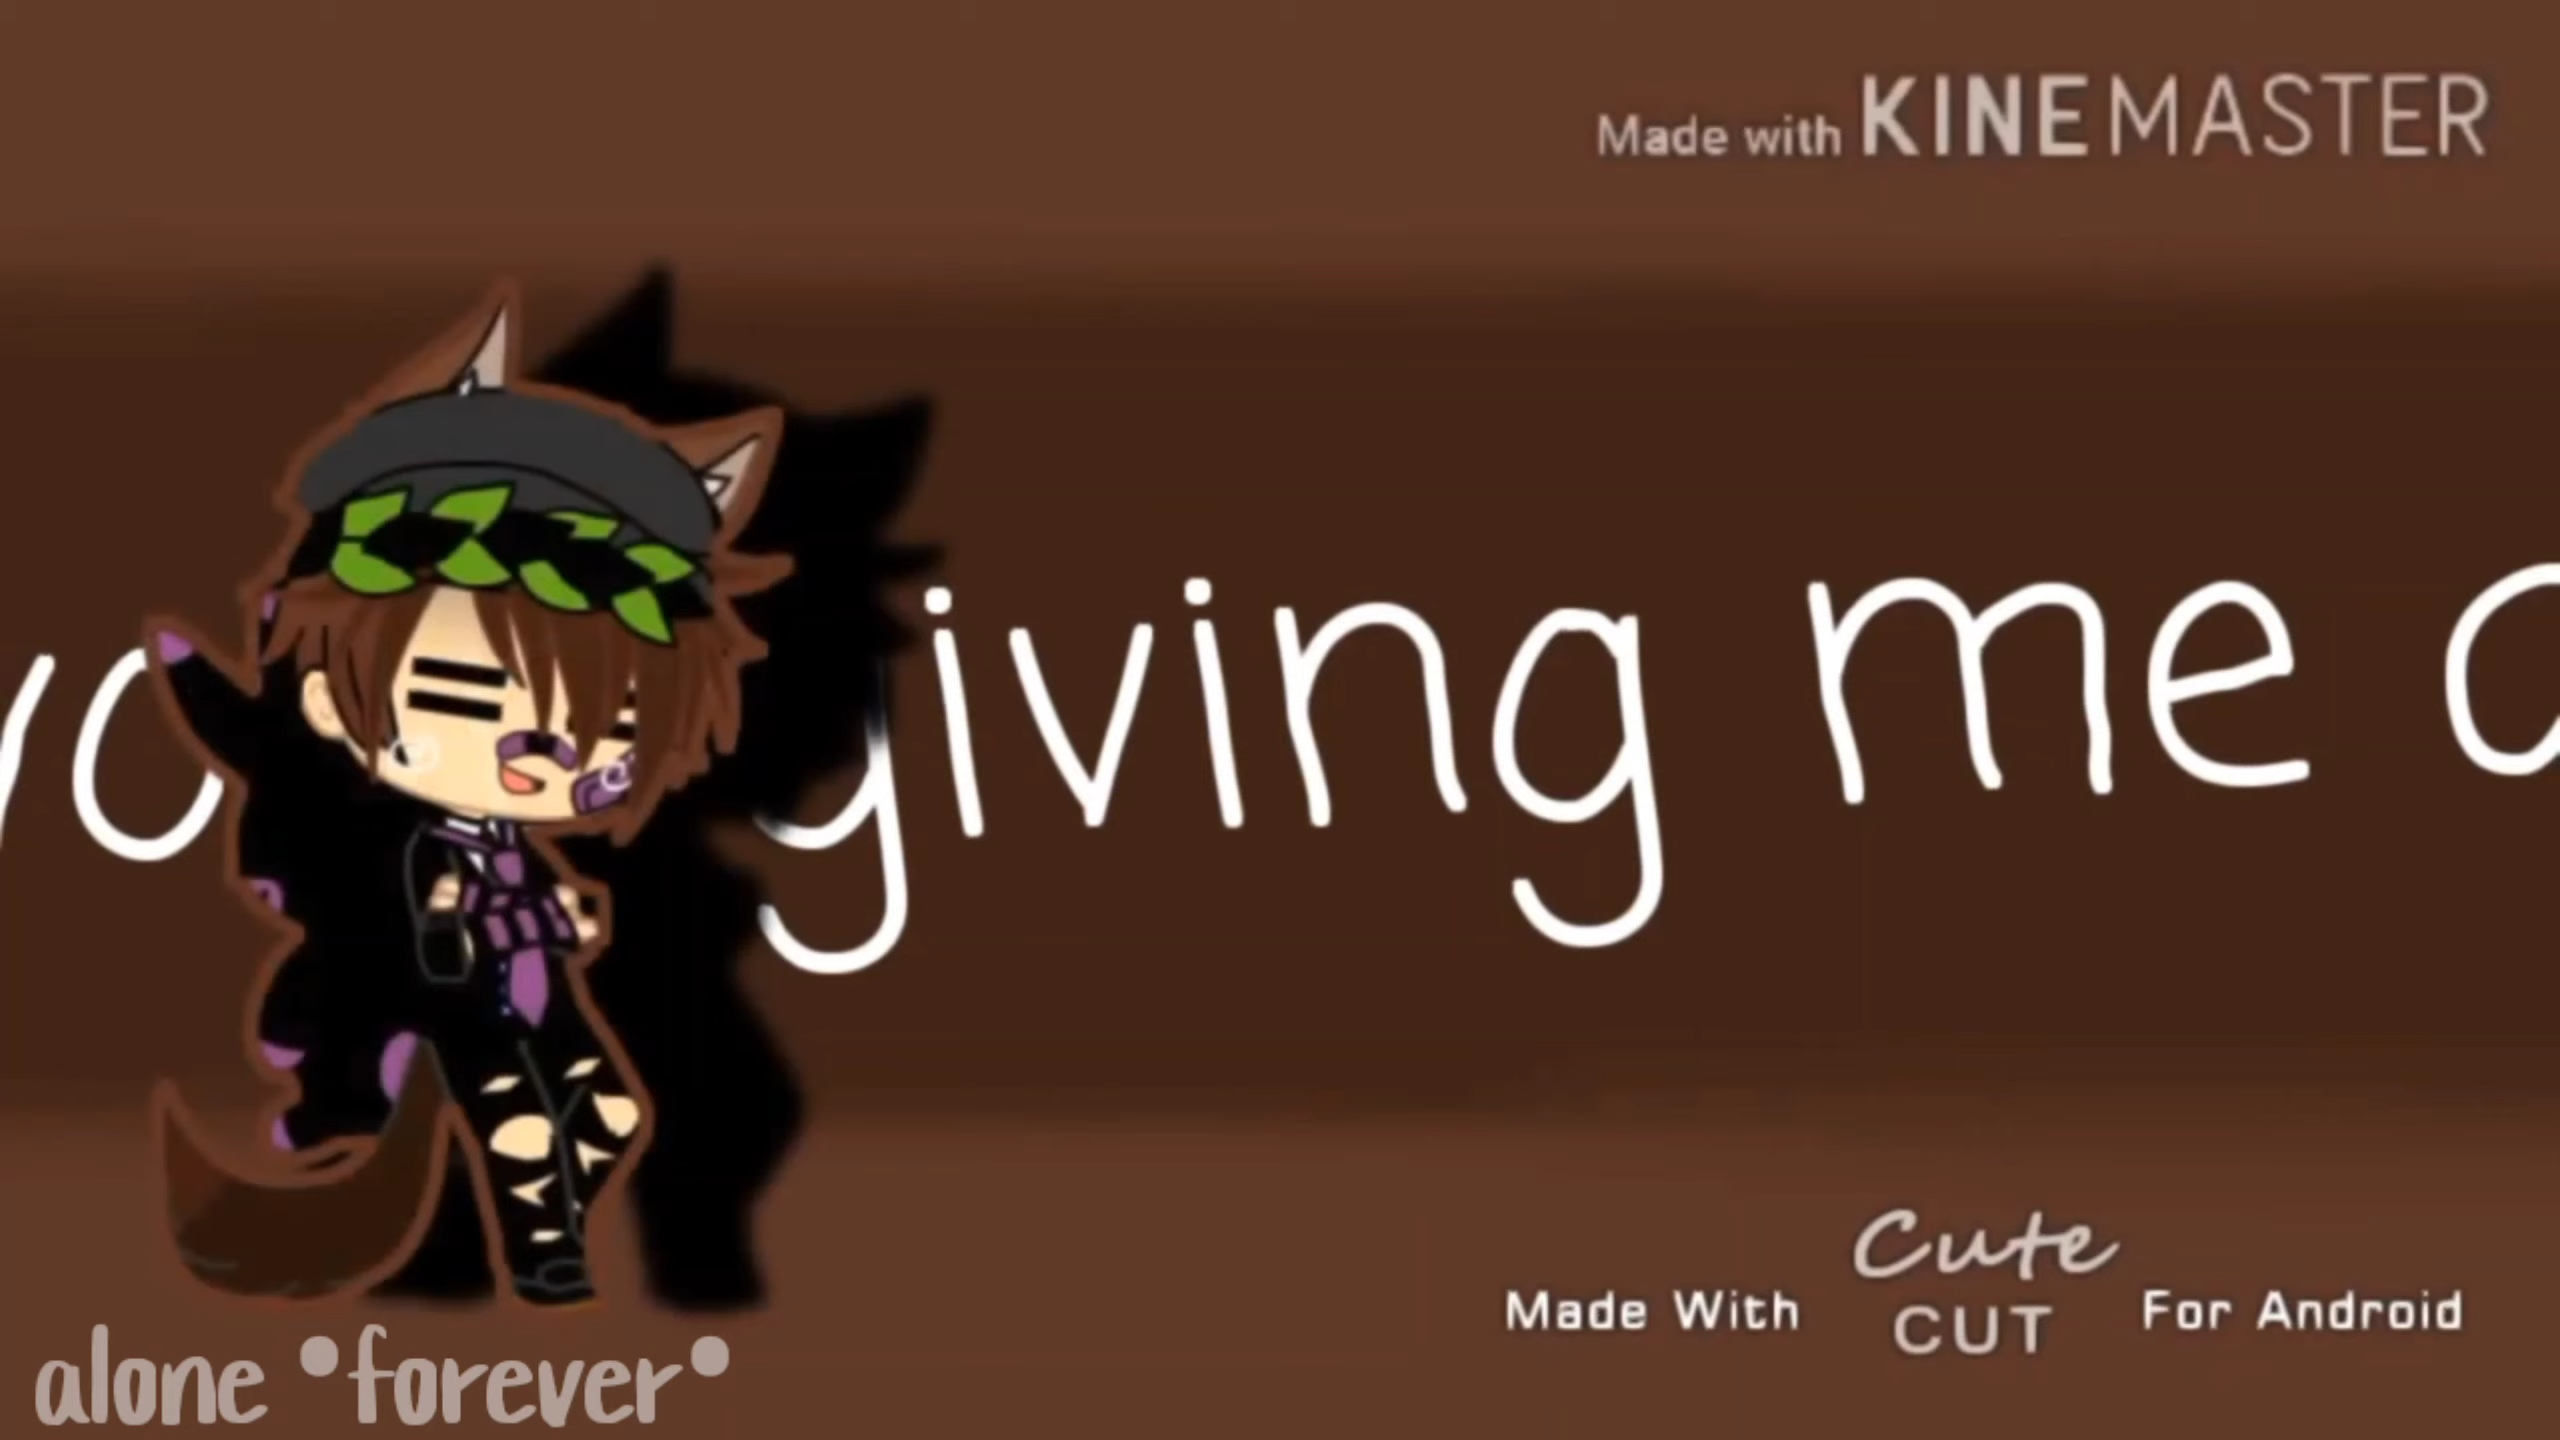 Made with KINEMASTER
giving me
Made With Cute CUT For Android
alone •forever•